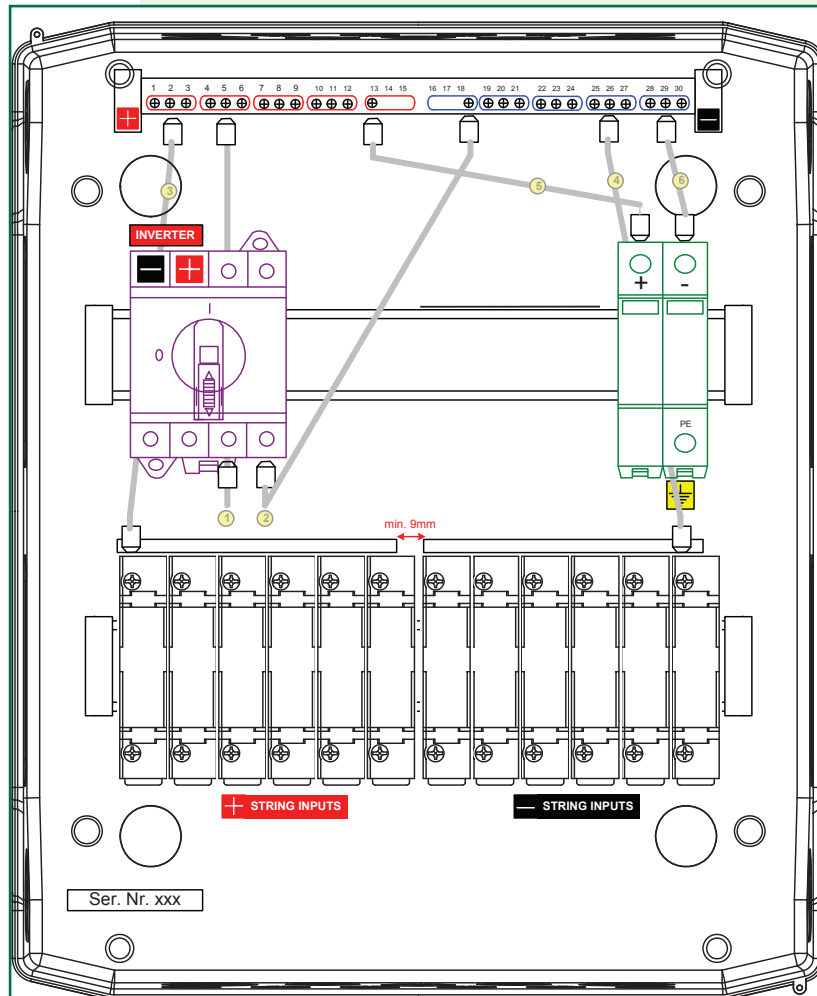 1 2 3 4 5 6 7 8 9 10 11 12 13 14 15 16 17 18 19 20 21 22 23 24 25 26 27 28 29 30
+ −
3 5 4 6
INVERTER
− +
+ -
I
0
PE
1 2
min. 9mm
+ STRING INPUTS
− STRING INPUTS
Ser. Nr. xxx